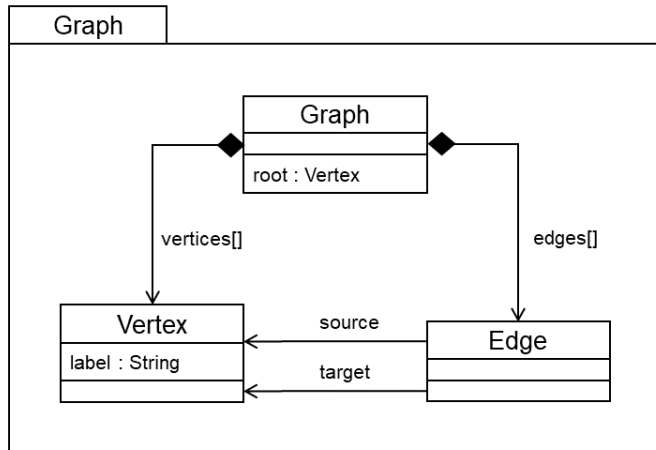 Graph
Graph
root : Vertex
vertices[]
edges[]
Vertex
label : String
source
target
Edge